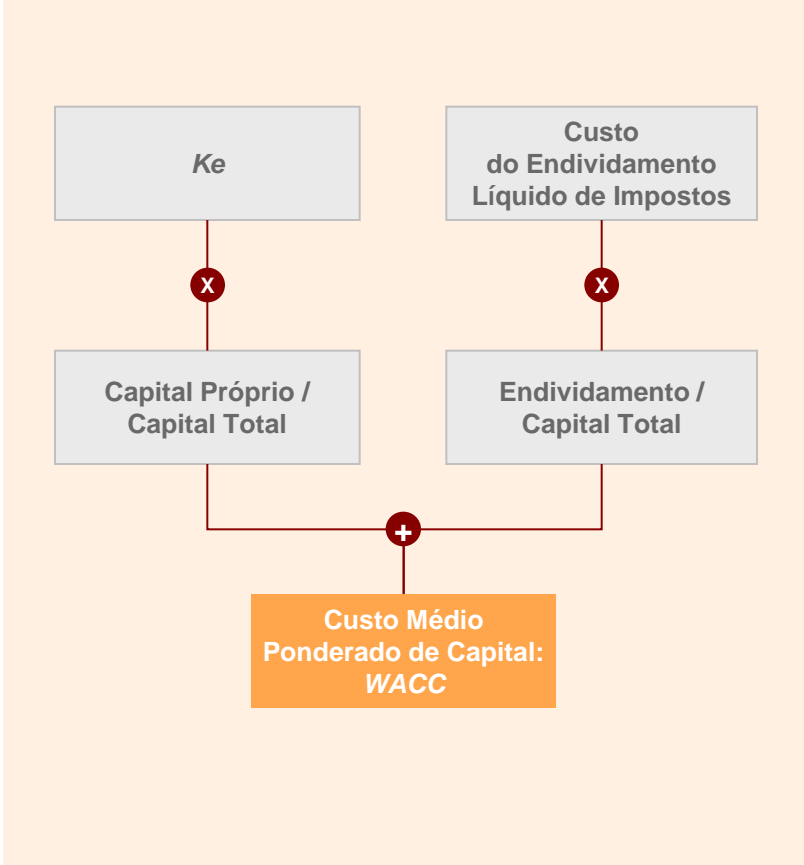 Ke
Custo
do Endividamento
Líquido de Impostos
X
X
Capital Próprio /
Capital Total
Endividamento /
Capital Total
+
Custo Médio
Ponderado de Capital:
WACC